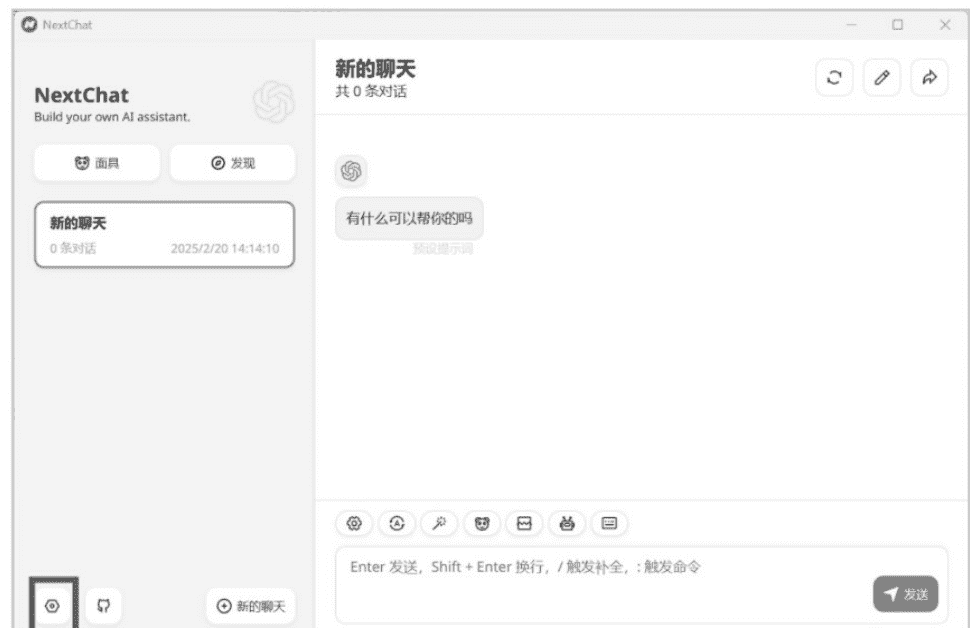 NextChat
NextChat
Build your own AI assistant.
面具
发现
新的聊天
0 条对话 2025/2/20 14:14:10
新的聊天
新的聊天
共 0 条对话
有什么可以帮你的吗
预设提示词
Enter 发送，Shift + Enter 换行，/ 触发补全，: 触发命令
发送